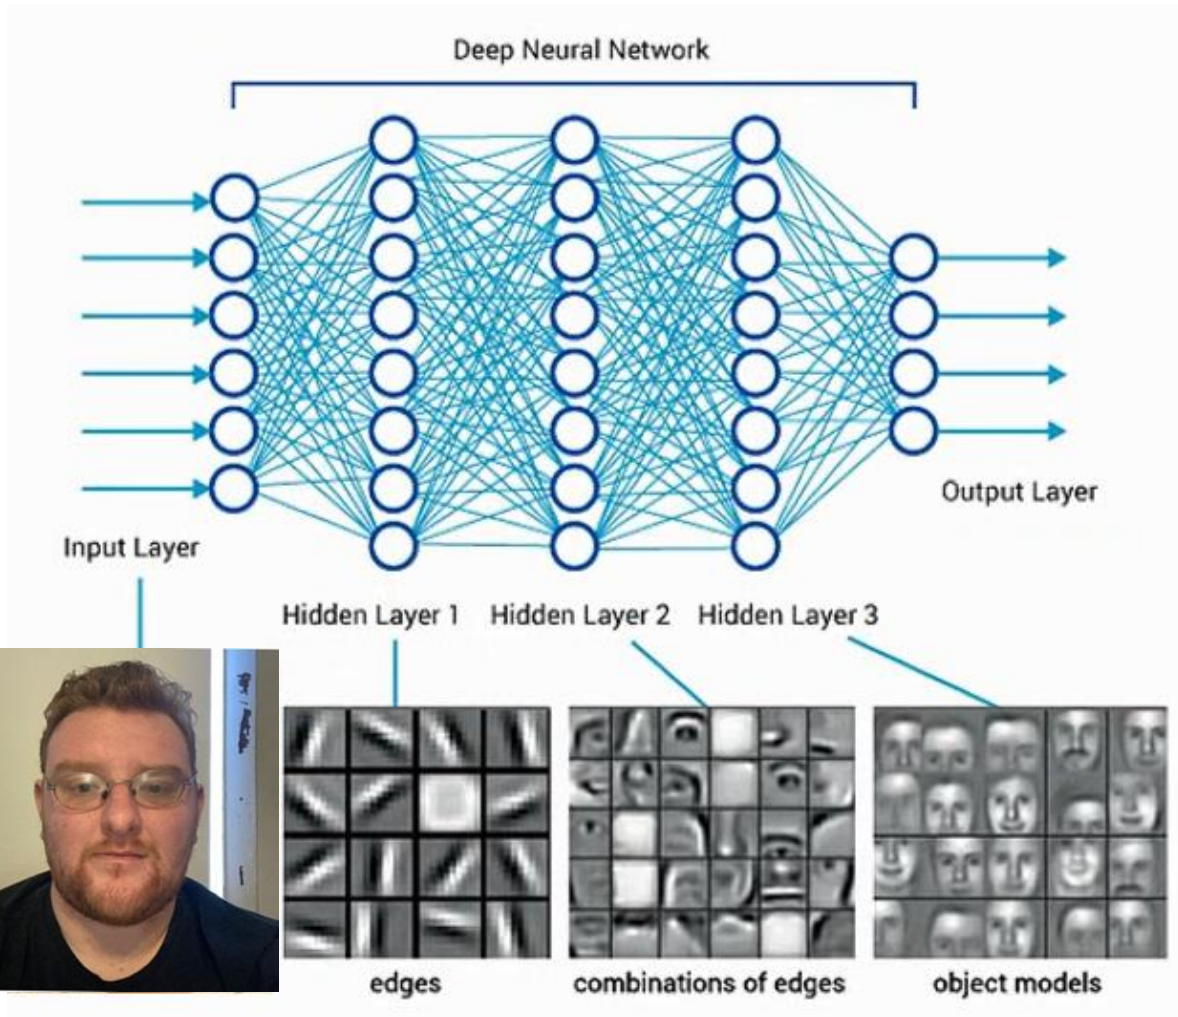 Deep Neural Network
Output Layer
Input Layer
Hidden Layer 1 Hidden Layer 2 Hidden Layer 3
edges combinations of edges object models